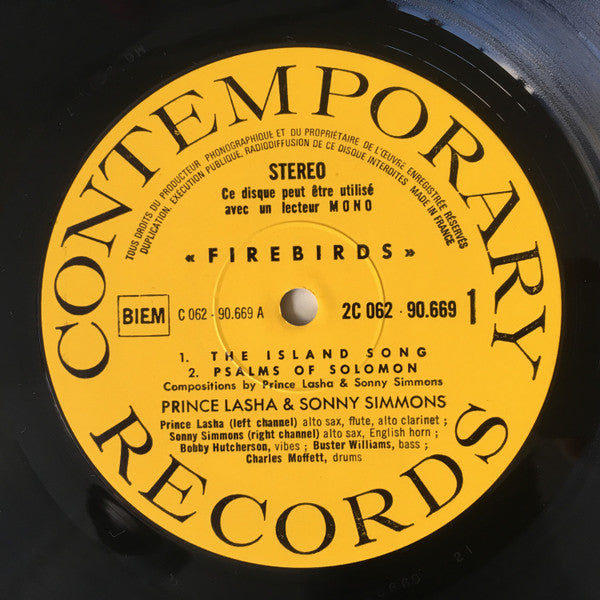 CONTEMPORARY
TOUS DROITS DU PRODUCTEUR PHONOGRAPHIQUE ET DU PROPRIÉTAIRE DE L'ŒUVRE ENREGISTRÉE RÉSERVÉS
DUPLICATION, EXÉCUTION PUBLIQUE, RADIODIFFUSION DE CE DISQUE INTERDITES. MADE IN FRANCE
STEREO
Ce disque peut être utilisé
avec un lecteur MONO
« FIREBIRDS »
BIEM C 062 - 90.669 A 2C 062 - 90.669 1
1. THE ISLAND SONG
2. PSALMS OF SOLOMON
Compositions by Prince Lasha & Sonny Simmons
PRINCE LASHA & SONNY SIMMONS
Prince Lasha (left channel) alto sax, flute, alto clarinet ;
Sonny Simmons (right channel) alto sax, English horn ;
Bobby Hutcherson, vibes ; Buster Williams, bass ;
Charles Moffett, drums
RECORDS